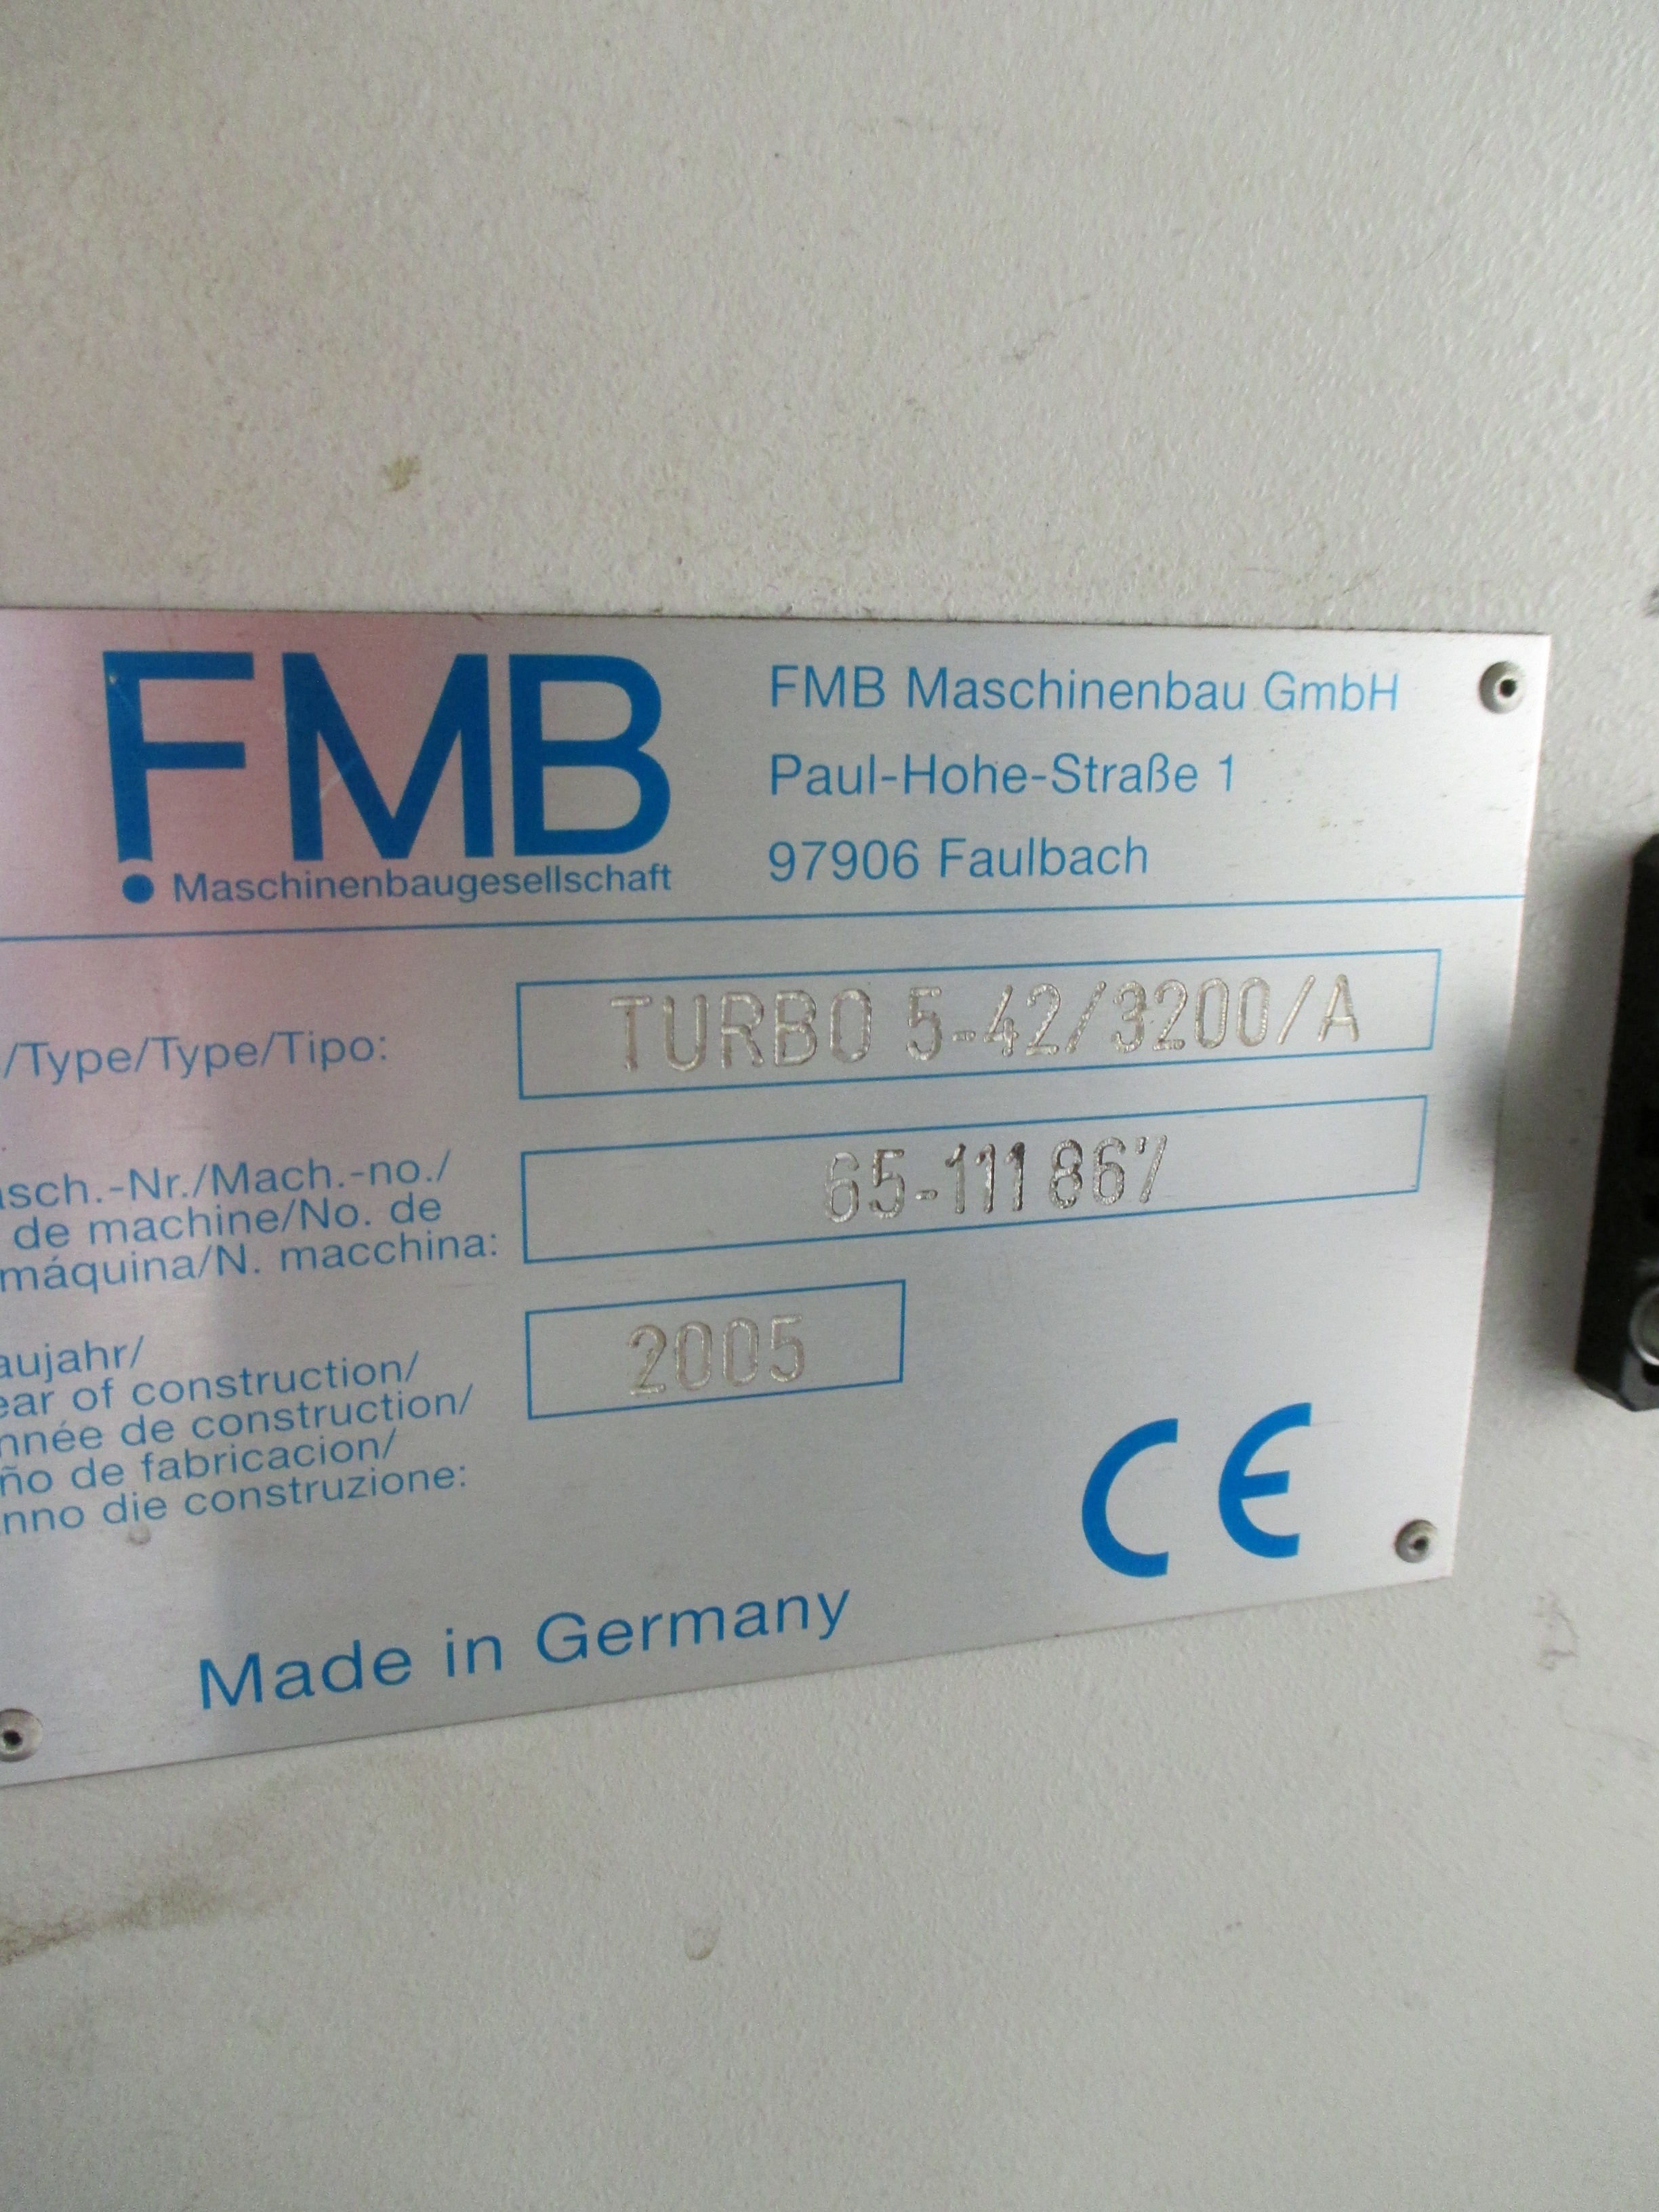 FMB
Maschinenbaugesellschaft
FMB Maschinenbau GmbH
Paul-Hohe-Straße 1
97906 Faulbach
/Type/Type/Tipo:
TURBO 5-42/3200/A
sch.-Nr./Mach.-no./
de machine/No. de
máquina/N. macchina:
65-111867
aujahr/
ear of construction/
nnée de construction/
ño de fabricacion/
nno die construzione:
2005
CE
Made in Germany